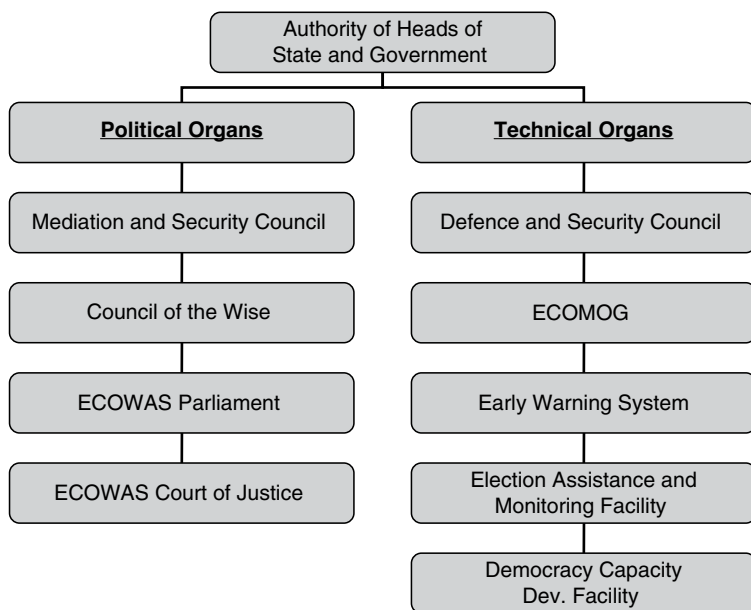 Authority of Heads of
State and Government
Political Organs
Mediation and Security Council
Council of the Wise
ECOWAS Parliament
ECOWAS Court of Justice
Technical Organs
Defence and Security Council
ECOMOG
Early Warning System
Election Assistance and
Monitoring Facility
Democracy Capacity
Dev. Facility